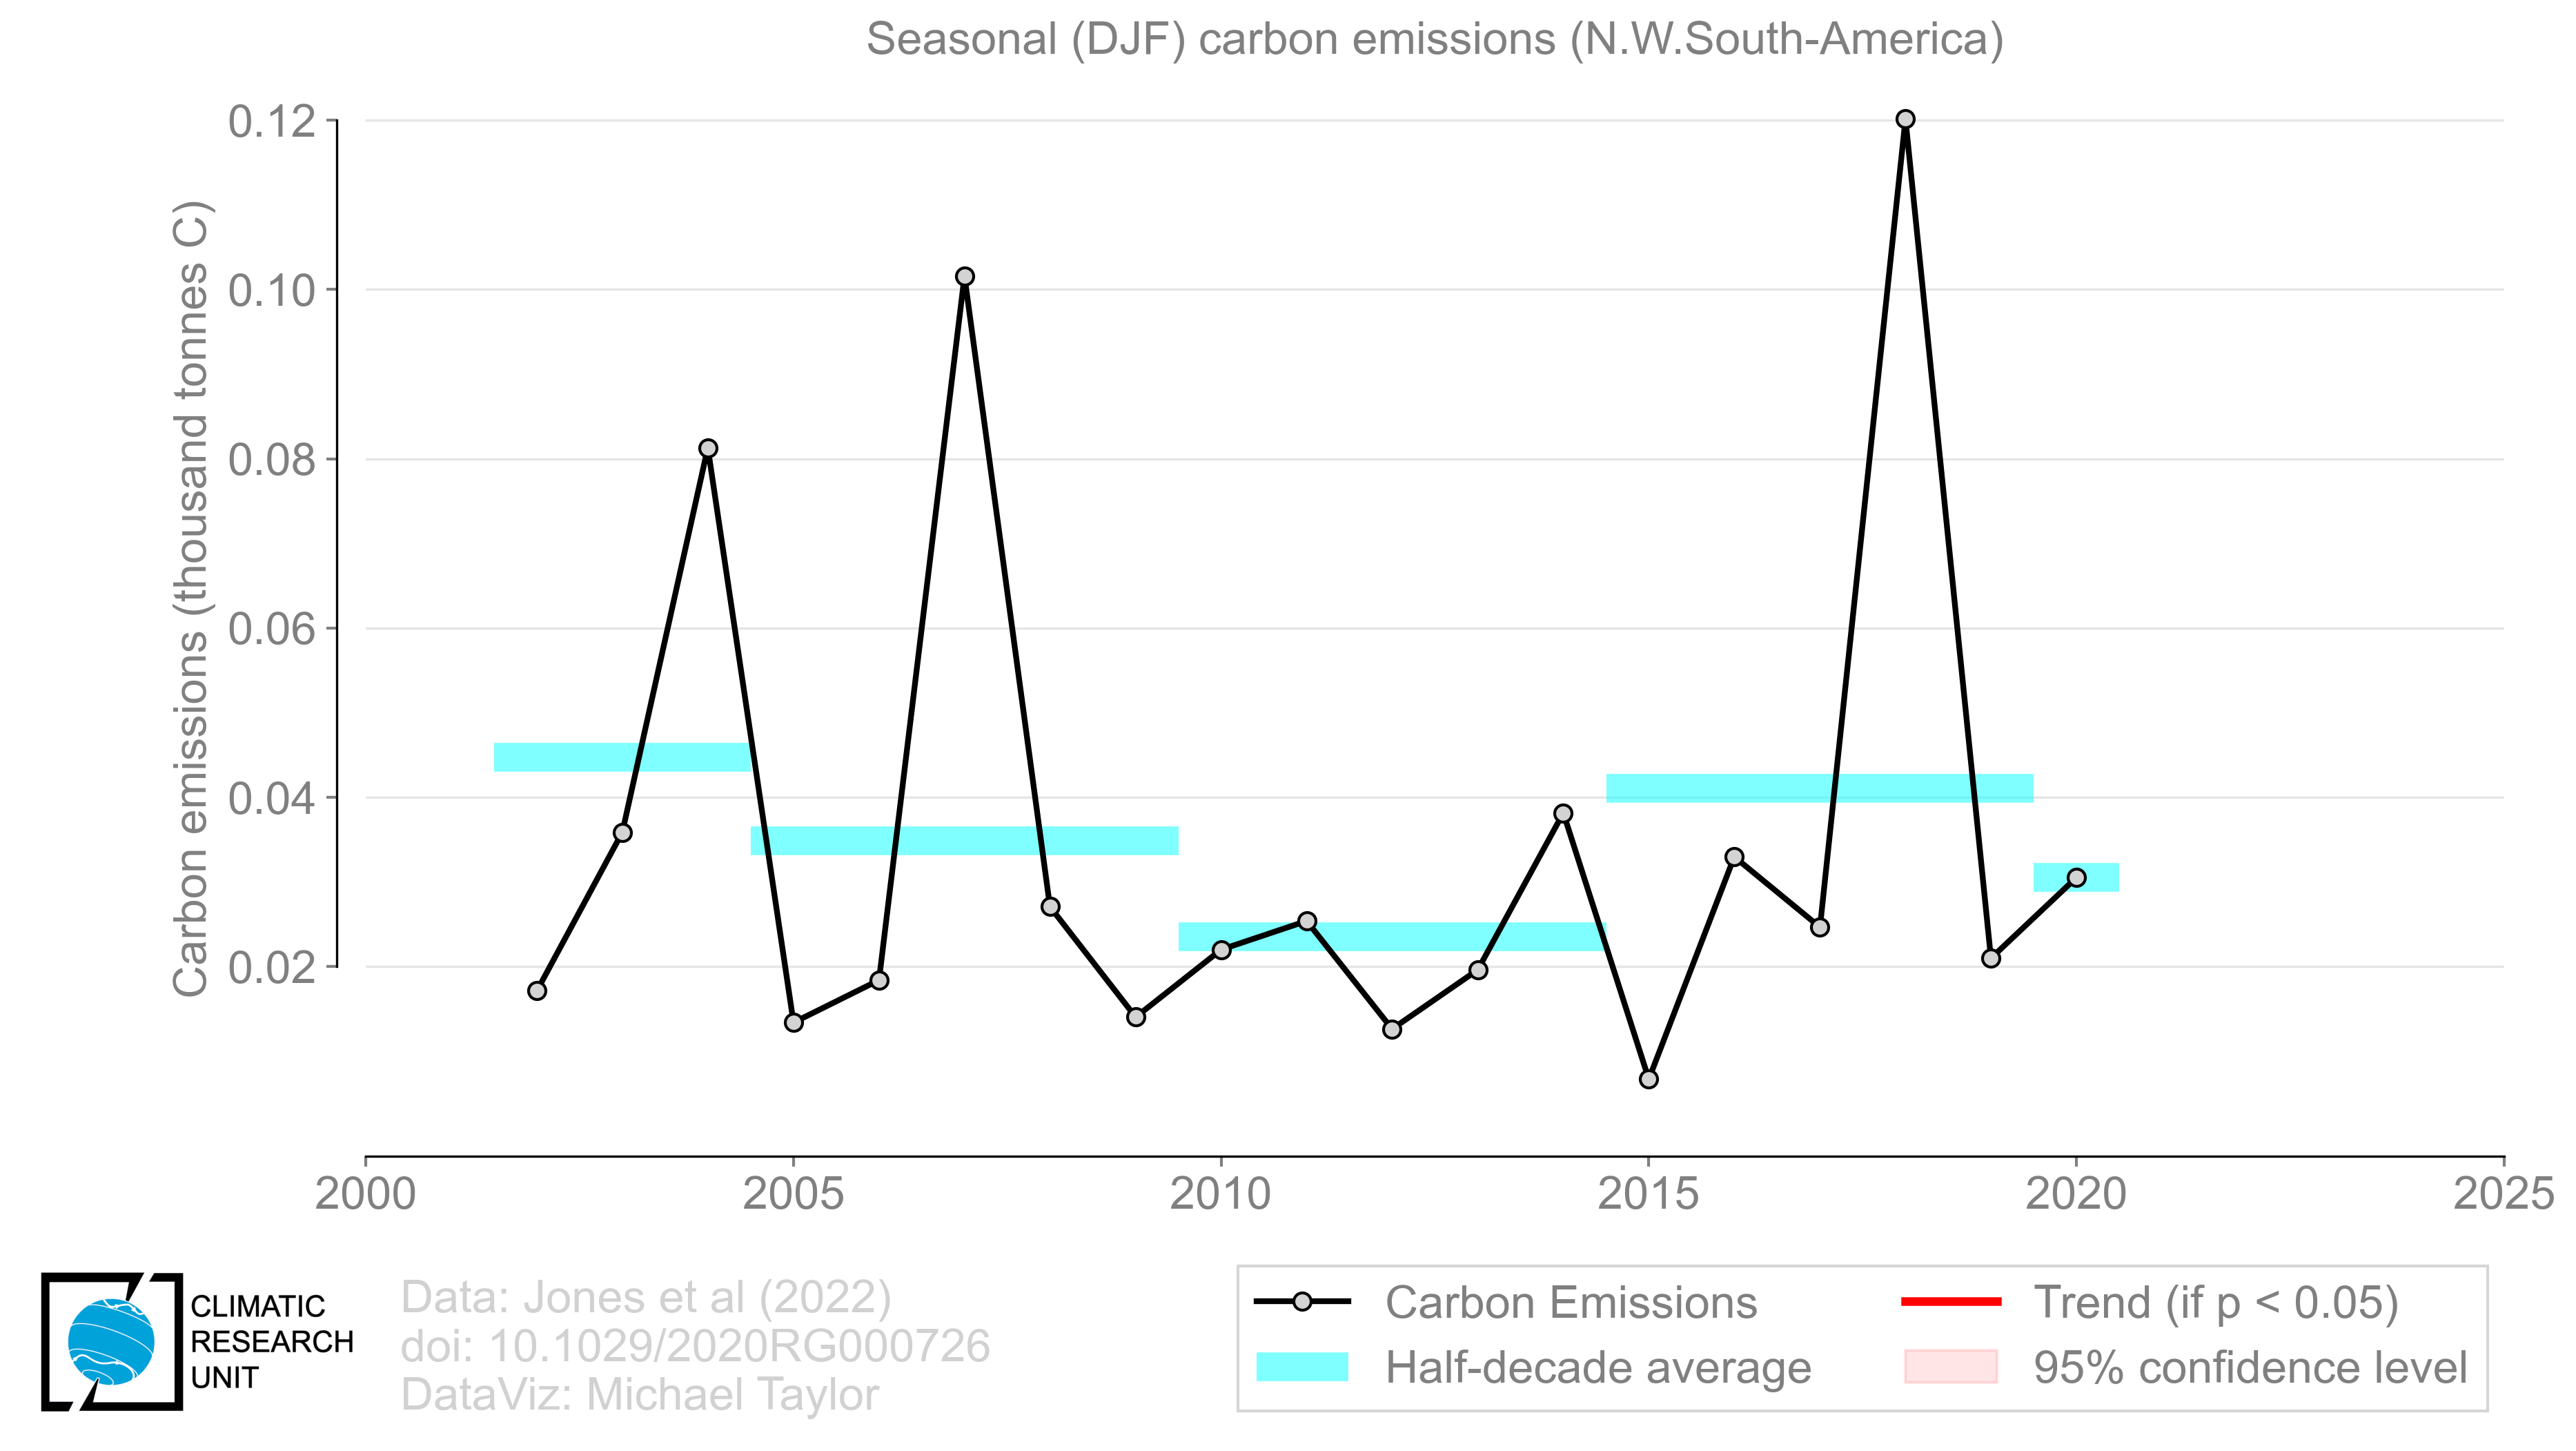 Seasonal (DJF) carbon emissions (N.W.South-America)
Carbon emissions (thousand tonnes C)
0.12
0.10
0.08
0.06
0.04
0.02
2000 2005 2010 2015 2020 2025
CLIMATIC
RESEARCH
UNIT
Data: Jones et al (2022)
doi: 10.1029/2020RG000726
DataViz: Michael Taylor
Carbon Emissions
Half-decade average
Trend (if p < 0.05)
95% confidence level